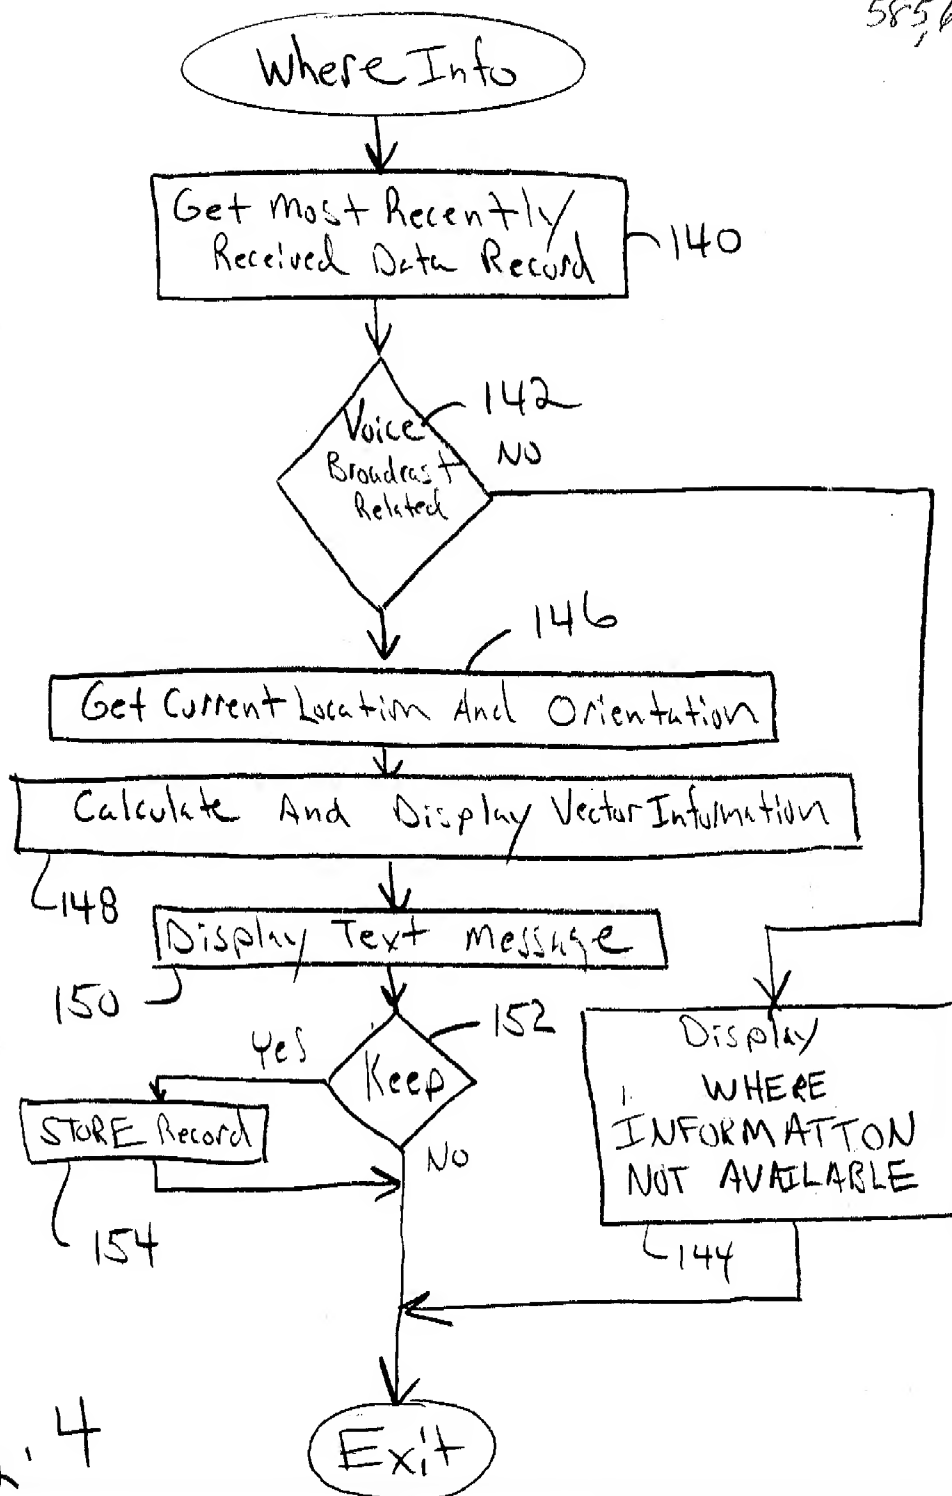 Where Info
Get Most Recently
Received Data Record
140
142
Voice
Broadcast
Related
NO
146
Get Current Location And Orientation
Calculate And Display Vector Information
148
Display Text Message
150
152
Yes
Keep
STORE Record
NO
154
Display
WHERE
INFORMATION
NOT AVAILABLE
144
Exit
4